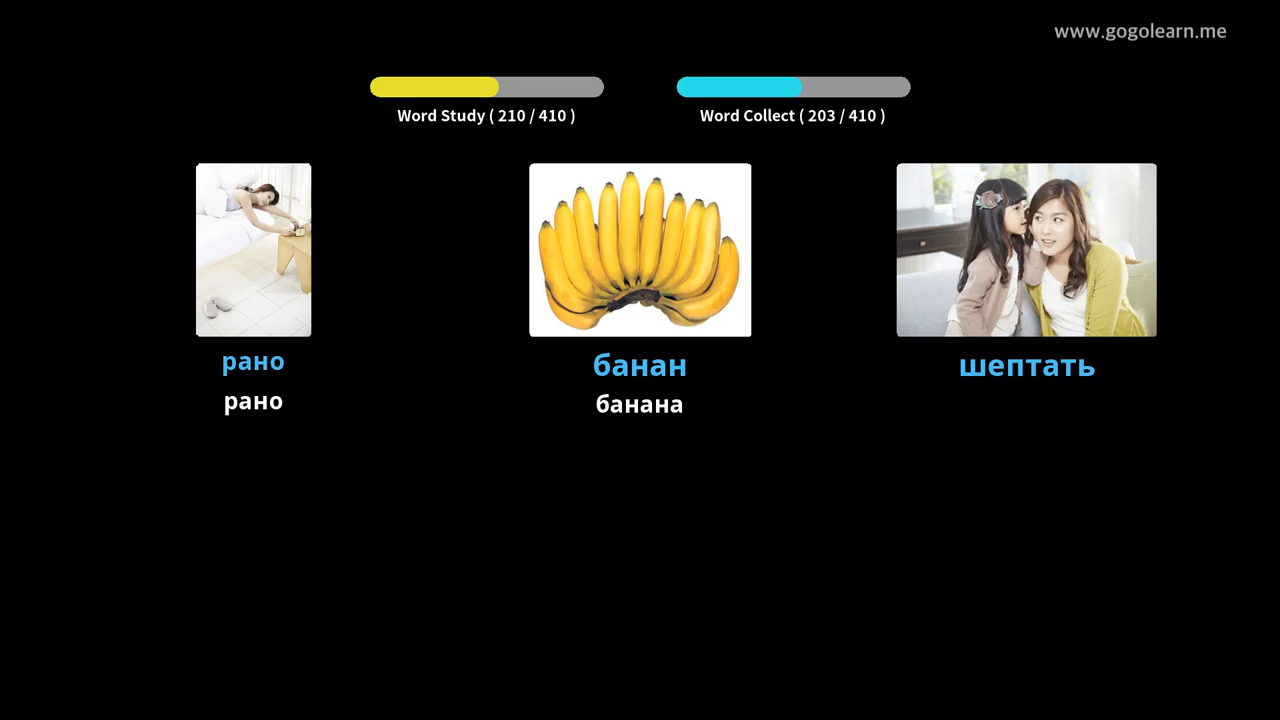 www.gogolearn.me
Word Study ( 210 / 410 )
Word Collect ( 203 / 410 )
рано
банан
шептать
рано
банана